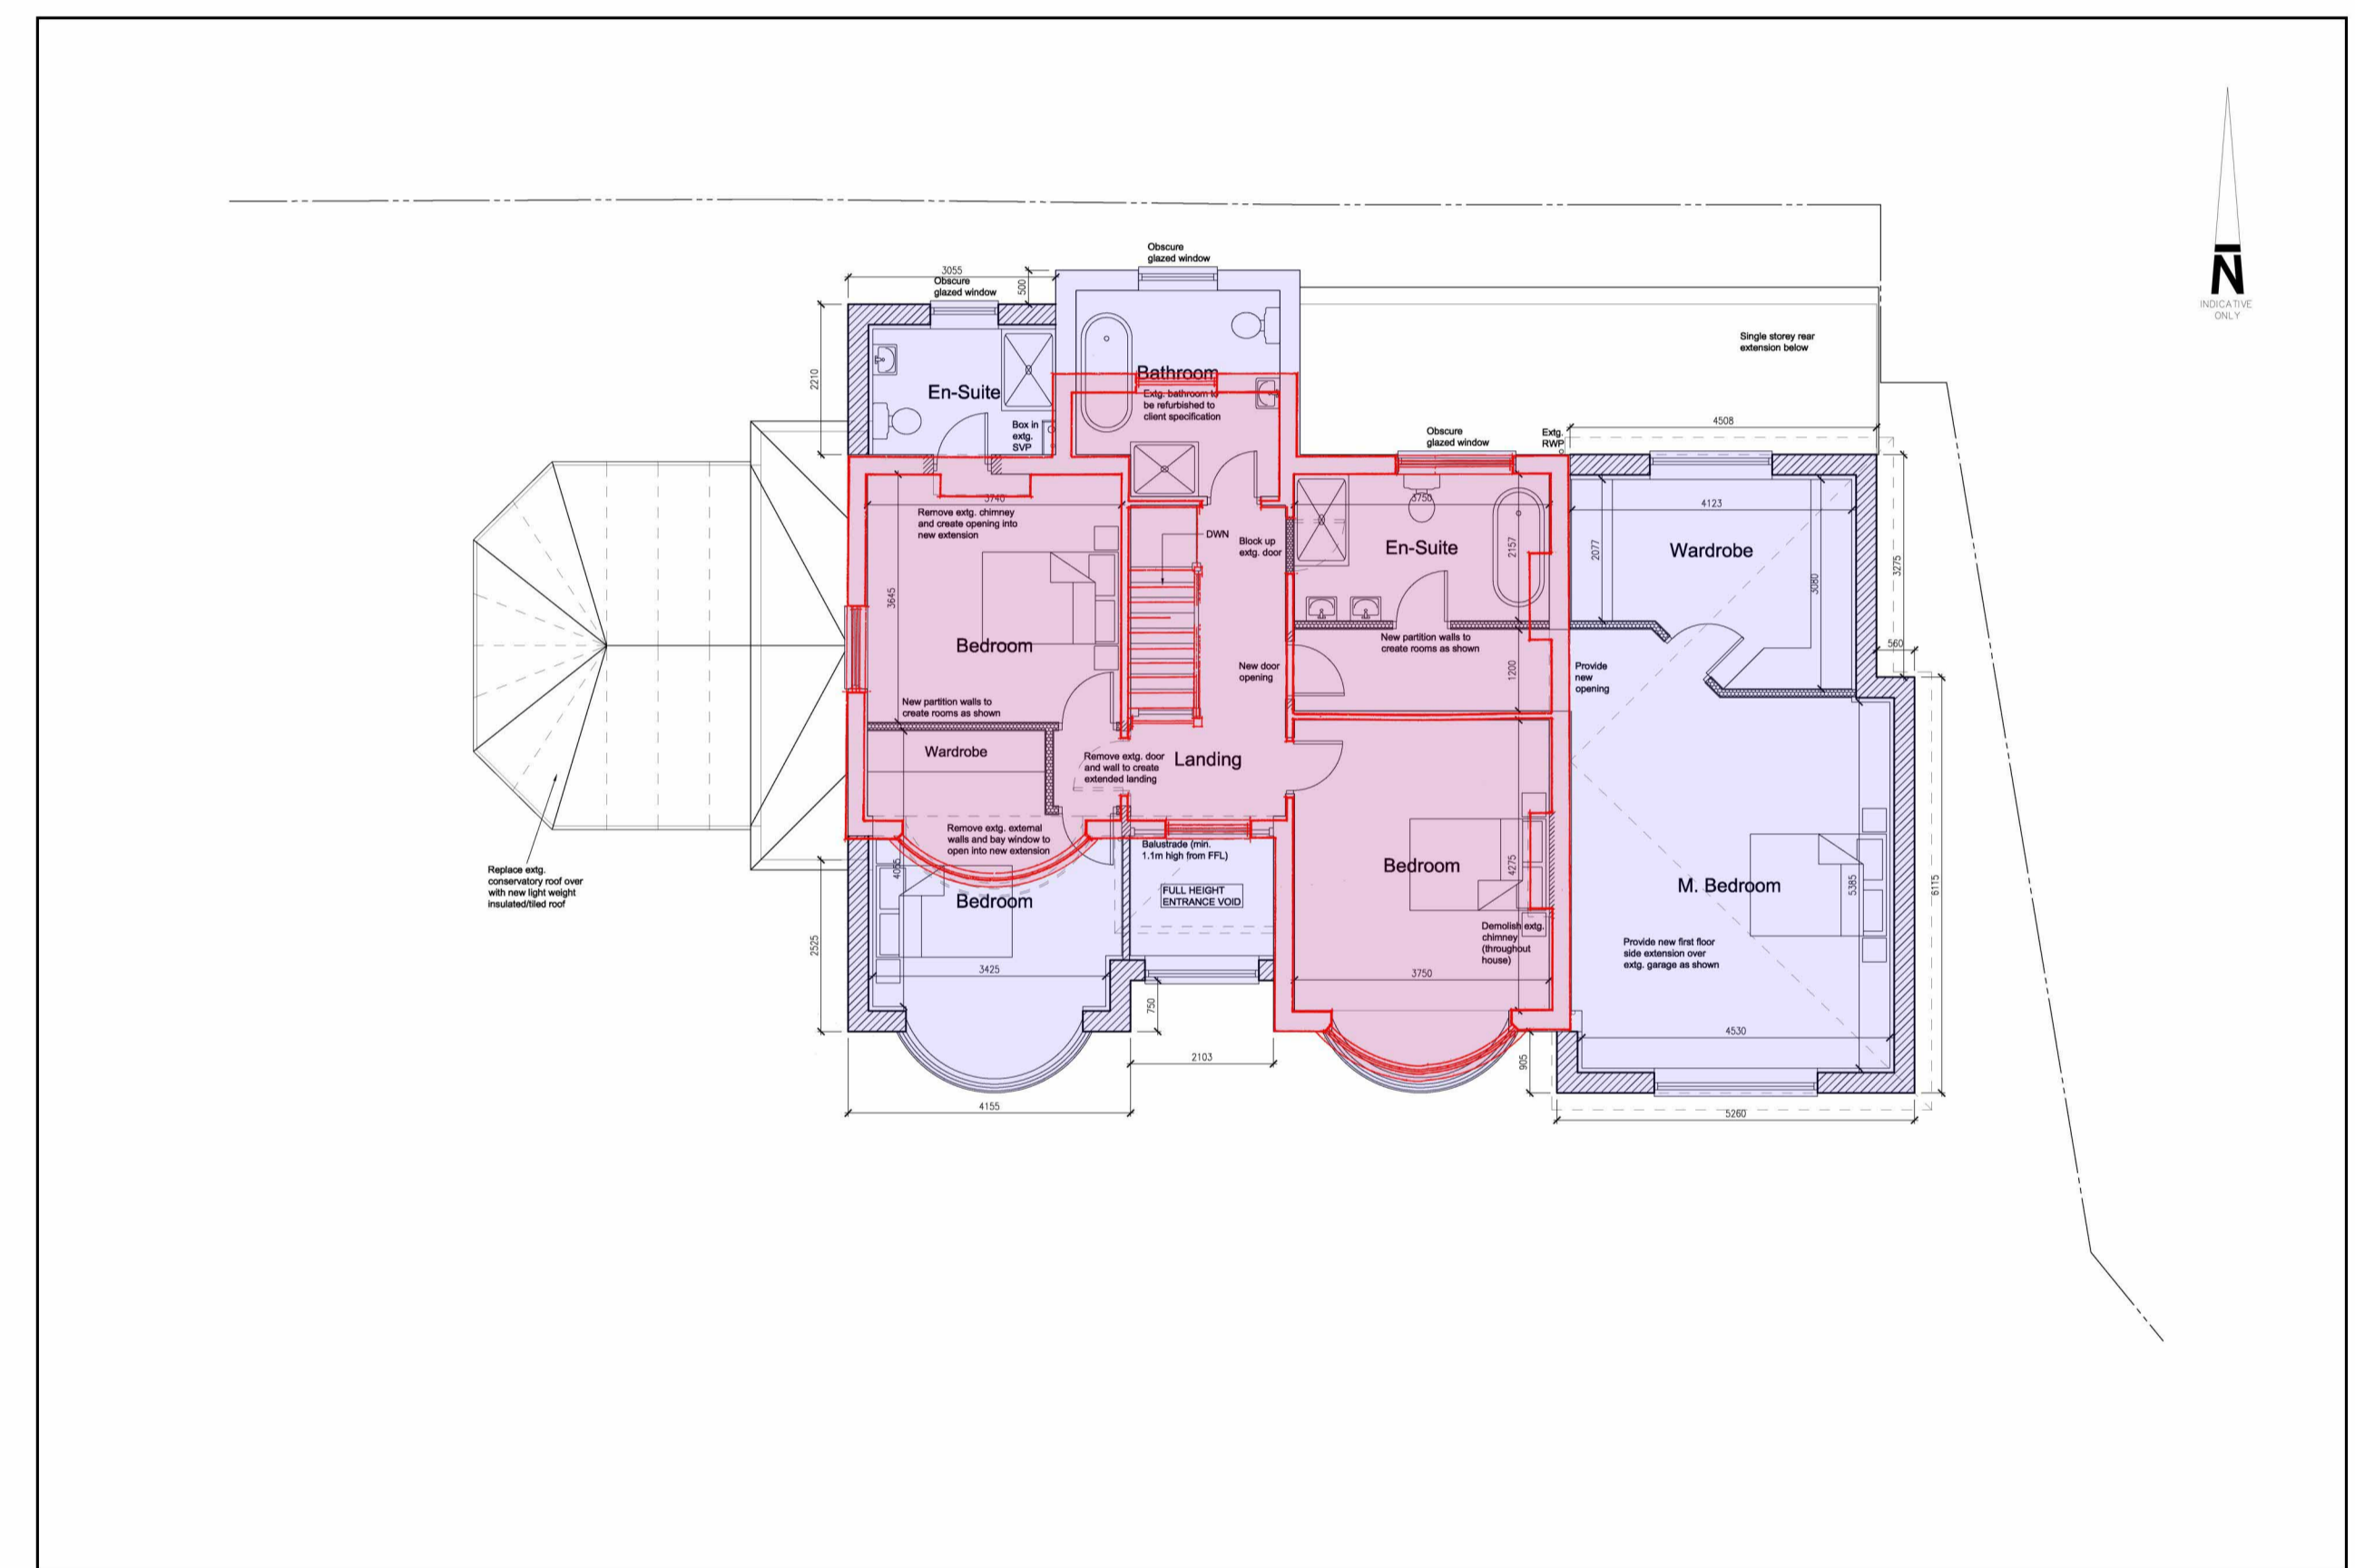 Obscure
glazed window
3055
Obscure
glazed window
500
N
INDICATIVE
ONLY
Single storey rear
extension below
2210
En-Suite
Bathroom
Extg. bathroom to
be refurbished to
client specification
Box in
extg.
SVP
Obscure
glazed window
Extg.
RWP
4508
3740
3750
4123
Remove extg. chimney
and create opening into
new extension
DWN
Block up
extg. door
En-Suite
2157
2077
Wardrobe
3275
3080
3645
Bedroom
New partition walls to
create rooms as shown
560
New door
opening
1200
Provide
new
opening
New partition walls to
create rooms as shown
Wardrobe
Remove extg. door
and wall to create
extended landing
Landing
Remove extg. external
walls and bay window to
open into new extension
Balustrade (min.
1.1m high from FFL)
4065
Replace extg.
conservatory roof over
with new light weight
insulated/tiled roof
Bedroom
FULL HEIGHT
ENTRANCE VOID
Bedroom
4275
M. Bedroom
5385
6115
2525
Demolish extg.
chimney
(throughout
house)
Provide new first floor
side extension over
extg. garage as shown
3425
3750
750
4530
2103
905
4155
5260